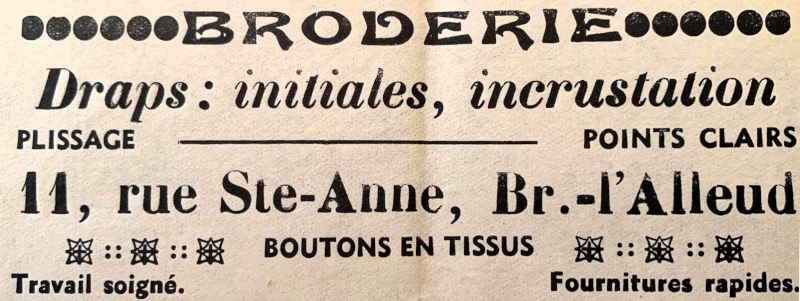 BRODERIE
Draps: initiales, incrustation
PLISSAGE POINTS CLAIRS
11, rue Ste-Anne, Br.-l'Alleud
BOUTONS EN TISSUS
Travail soigné. Fournitures rapides.